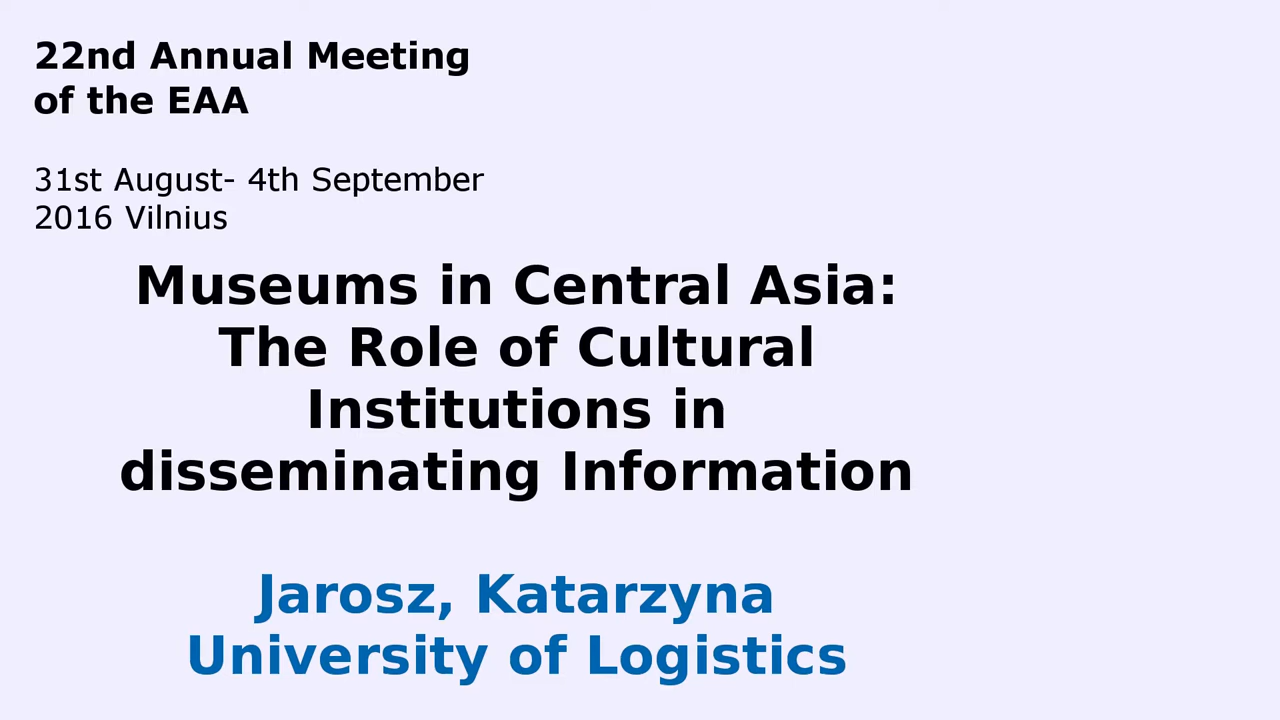 22nd Annual Meeting
of the EAA
31st August- 4th September
2016 Vilnius
Museums in Central Asia:
The Role of Cultural
Institutions in
disseminating Information
Jarosz, Katarzyna
University of Logistics